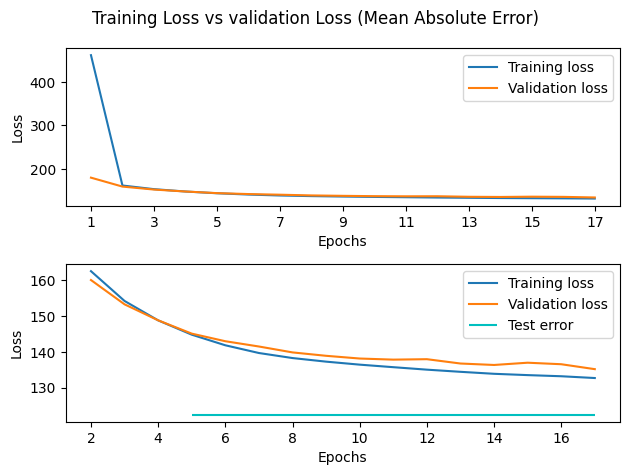 Training Loss vs validation Loss (Mean Absolute Error)
Training loss
Validation loss
400
300
200
Loss
1 3 5 7 9 11 13 15 17
Epochs
Training loss
Validation loss
Test error
160
150
140
130
Loss
2 4 6 8 10 12 14 16
Epochs